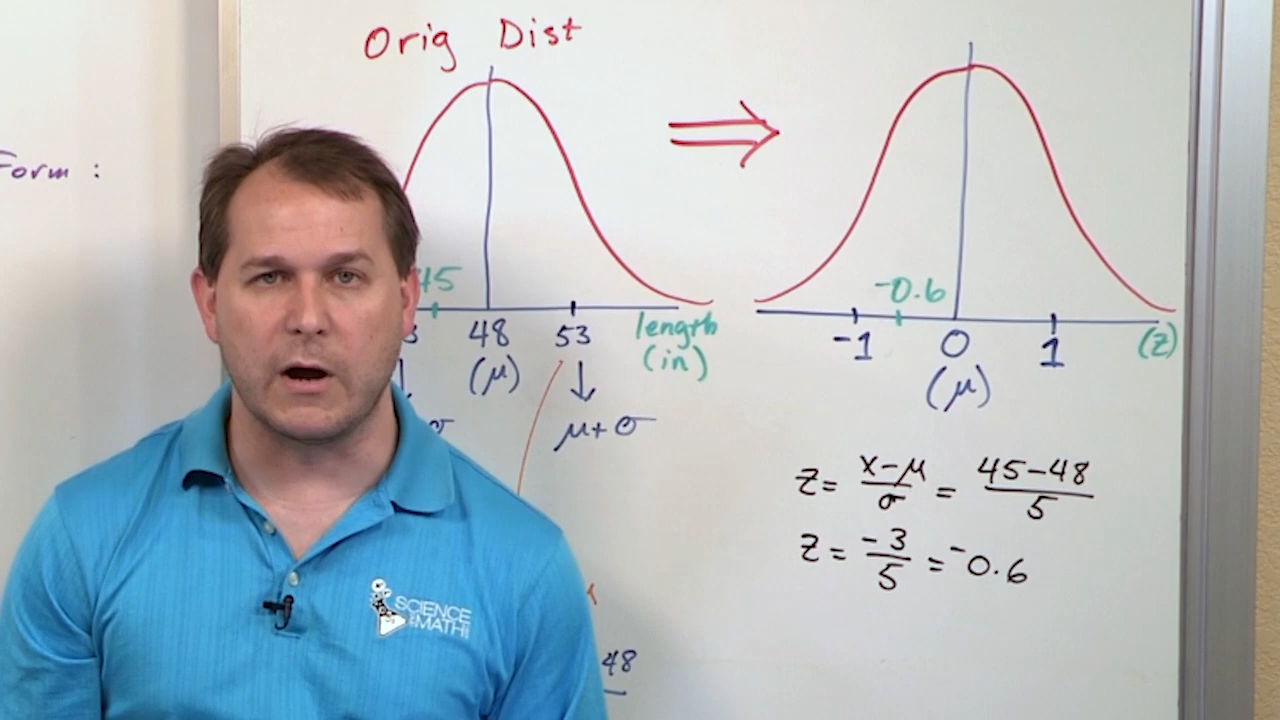 Orig Dist
Form :
45
48
53
length
(in)
(μ)
μ+σ
σ
-0.6
-1
0
1
(z)
(μ)
z= x-μ/σ = 45-48/5
z= -3/5 = -0.6
48
SCIENCE
MATH